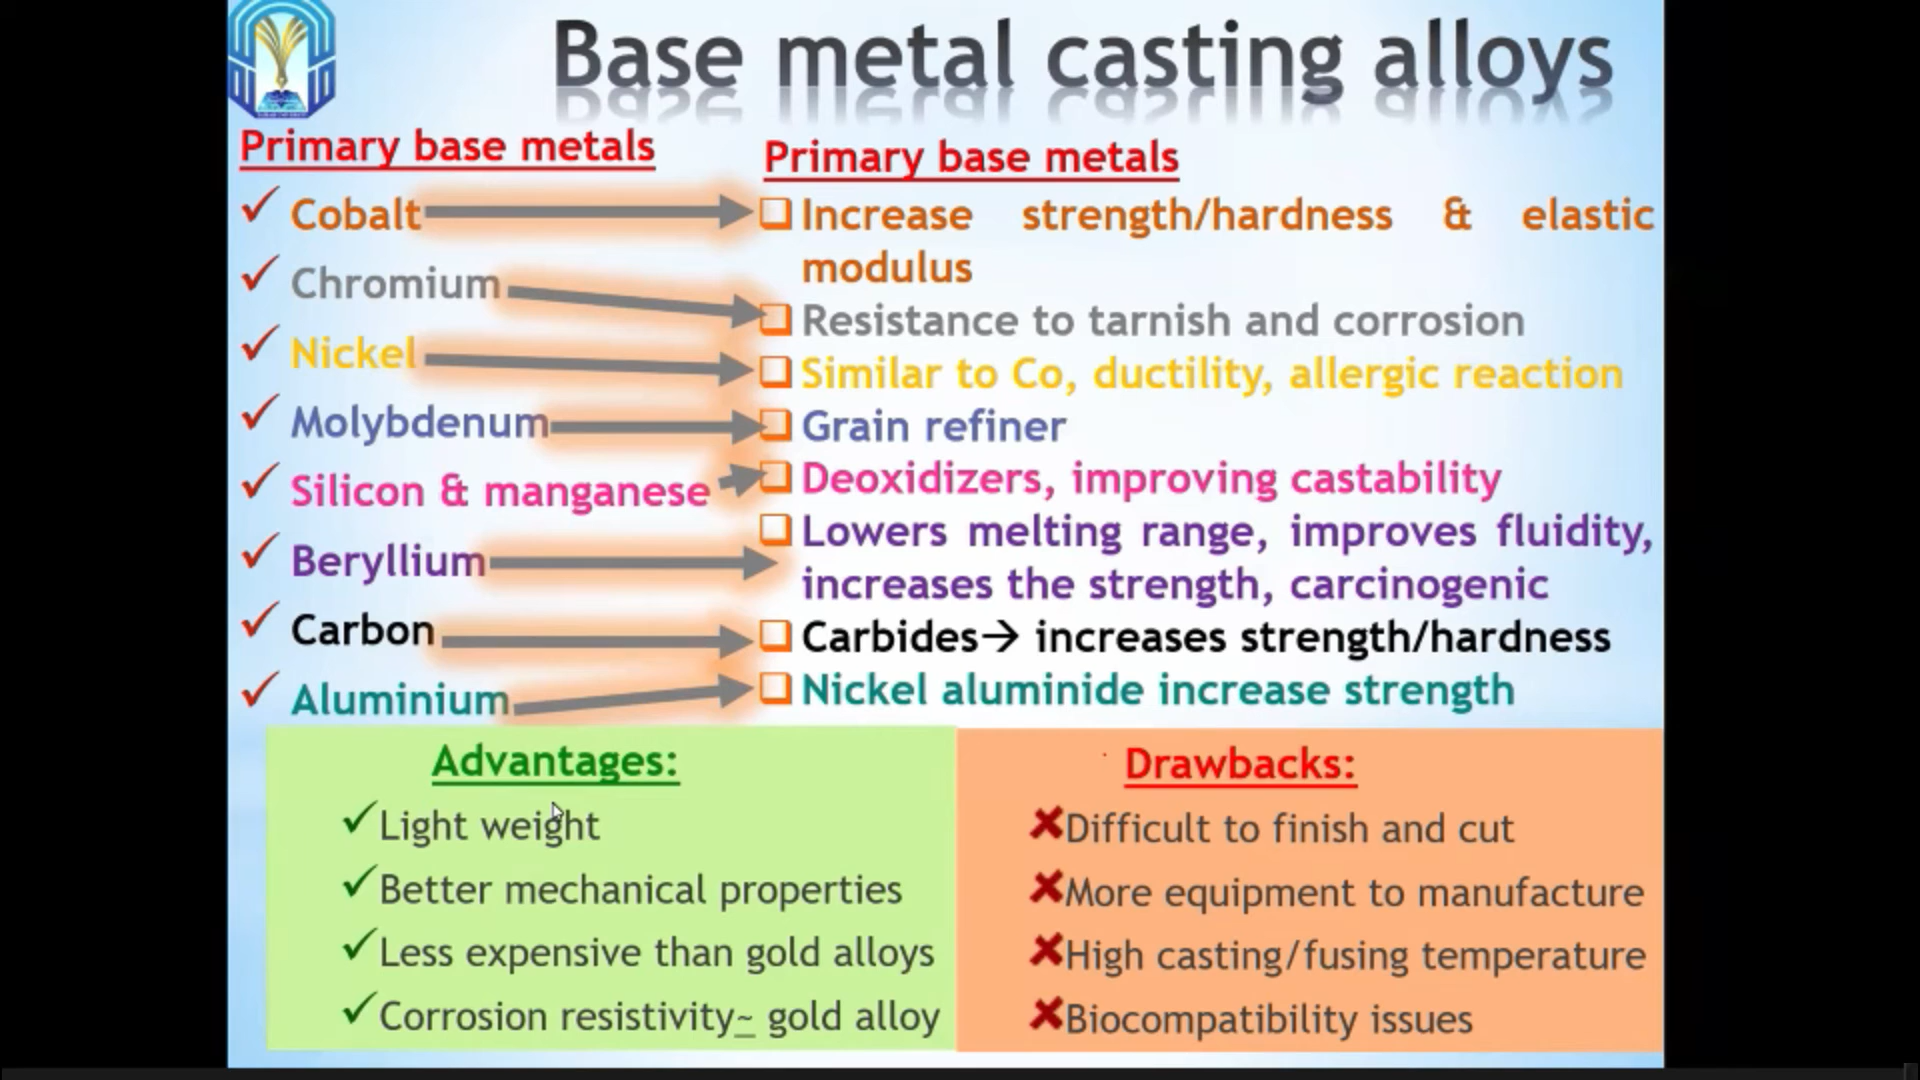 Base metal casting alloys
Primary base metals
✓ Cobalt
✓ Chromium
✓ Nickel
✓ Molybdenum
✓ Silicon & manganese
✓ Beryllium
✓ Carbon
✓ Aluminium
Primary base metals
❑ Increase strength/hardness & elastic
modulus
❑ Resistance to tarnish and corrosion
❑ Similar to Co, ductility, allergic reaction
❑ Grain refiner
❑ Deoxidizers, improving castability
❑ Lowers melting range, improves fluidity,
increases the strength, carcinogenic
❑ Carbides→ increases strength/hardness
❑ Nickel aluminide increase strength
Advantages:
✓Light weight
✓Better mechanical properties
✓Less expensive than gold alloys
✓Corrosion resistivity~ gold alloy
Drawbacks:
✘Difficult to finish and cut
✘More equipment to manufacture
✘High casting/fusing temperature
✘Biocompatibility issues